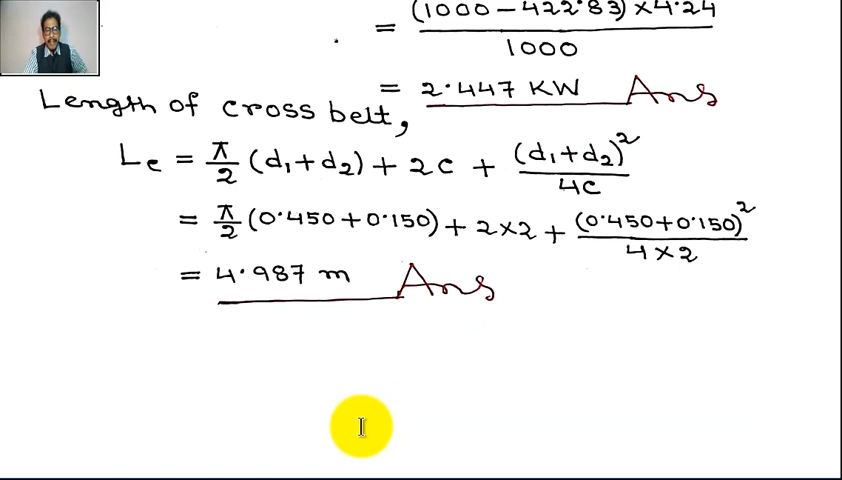 = (1000 - 422.83) × 4.24 / 1000
= 2.447 KW Ans
Length of cross belt,
Lc = π/2 (d₁ + d₂) + 2C + (d₁ + d₂)² / 4C
= π/2 (0.450 + 0.150) + 2 × 2 + (0.450 + 0.150)² / 4 × 2
= 4.987 m Ans